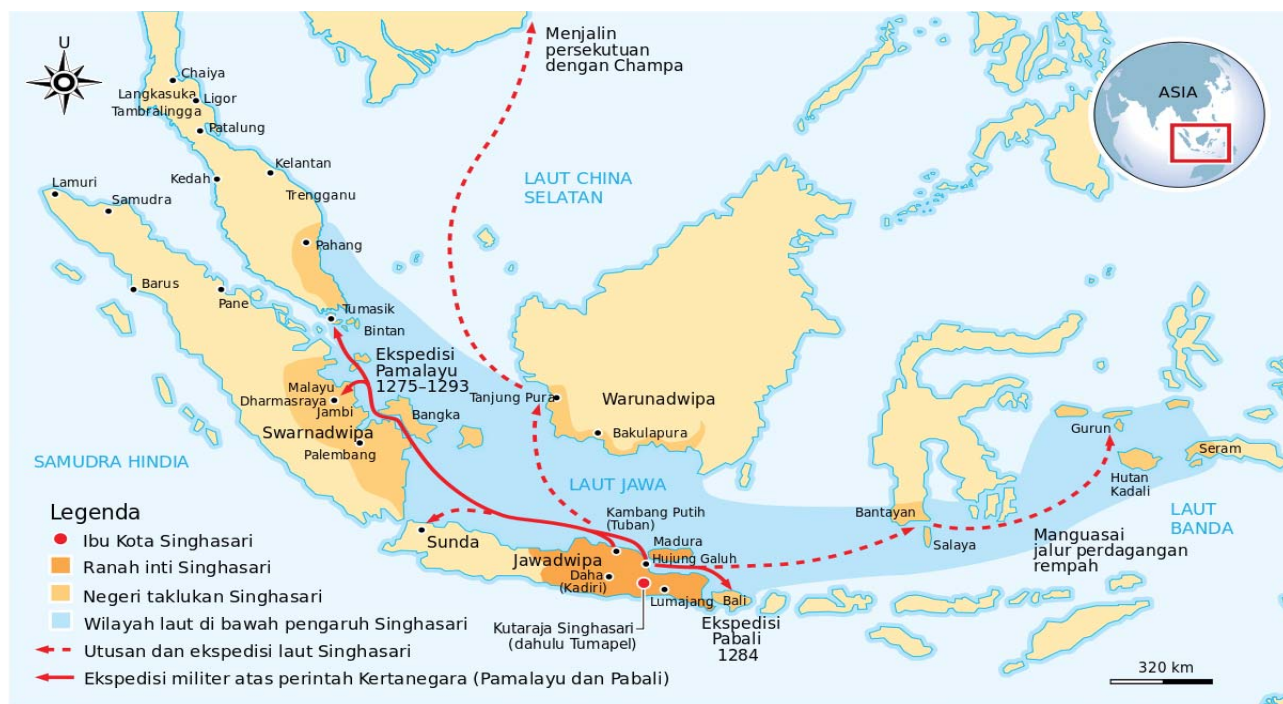 U
Menjalin
persekutuan
dengan Champa
ASIA
Chaiya
Langkasuka
Ligor
Tambralingga
Patalung
Kelantan
Kedah
Trengganu
Lamuri
Samudra
LAUT CHINA
SELATAN
Pahang
Barus
Pane
Tumasik
Bintan
Ekspedisi
Pamalayu
1275–1293
Malayu
Dharmasraya
Jambi
Bangka
Tanjung Pura
Warunadwipa
Bakulapura
Swarnadwipa
Palembang
Gurun
Seram
Hutan
Kadali
SAMUDRA HINDIA
LAUT JAWA
LAUT
BANDA
Bantayan
Salaya
Manguasai
jalur perdagangan
rempah
Kambang Putih
(Tuban)
Sunda
Madura
Jawadwipa
Hujung Galuh
Daha
(Kadiri)
Lumajang
Bali
Kutaraja Singhasari
(dahulu Tumapel)
Ekspedisi
Pabali
1284
Legenda
Ibu Kota Singhasari
Ranah inti Singhasari
Negeri taklukan Singhasari
Wilayah laut di bawah pengaruh Singhasari
Utusan dan ekspedisi laut Singhasari
Ekspedisi militer atas perintah Kertanegara (Pamalayu dan Pabali)
320 km